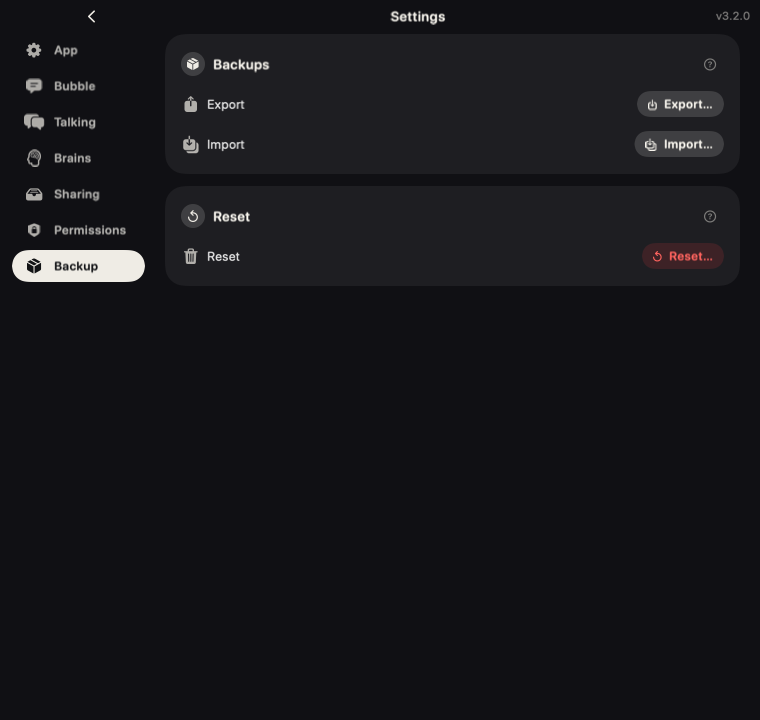 Settings
v3.2.0
App
Bubble
Talking
Brains
Sharing
Permissions
Backup
Backups
Export
Export...
Import
Import...
Reset
Reset
Reset...